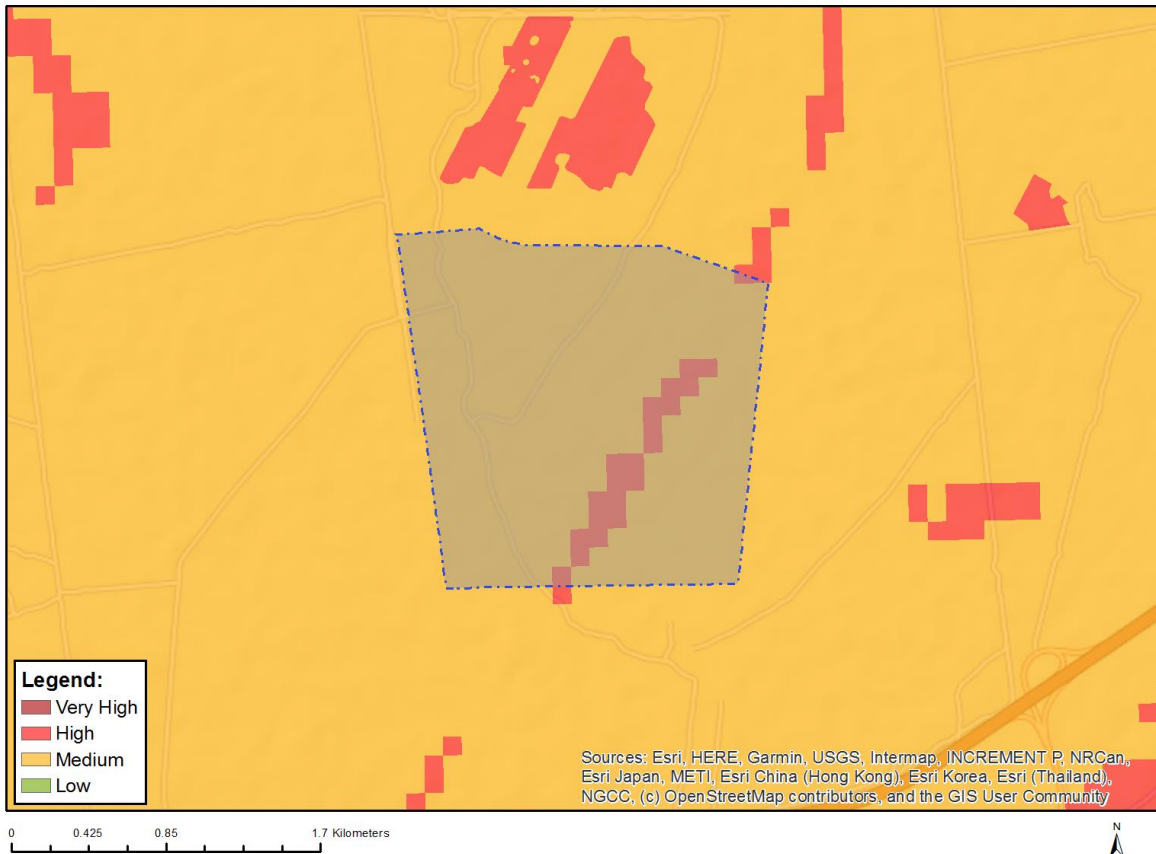 Legend:
Very High
High
Medium
Low
Sources: Esri, HERE, Garmin, USGS, Intermap, INCREMENT P, NRCan,
Esri Japan, METI, Esri China (Hong Kong), Esri Korea, Esri (Thailand),
NGCC, (c) OpenStreetMap contributors, and the GIS User Community
0 0.425 0.85 1.7 Kilometers
N